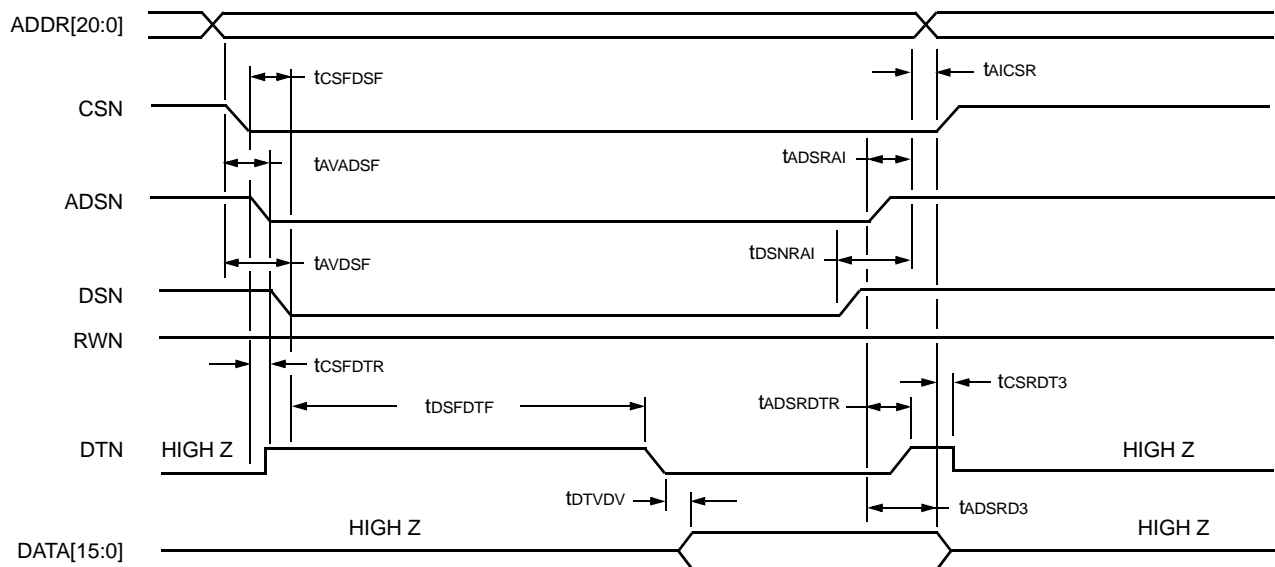 ADDR[20:0]
tCSFDSF
tAICSR
CSN
tAVADSF
tADSRAI
ADSN
tDSNRAI
tAVDSF
DSN
RWN
tCSFDTR
tCSRDT3
tDSFDTF
tADSRDTR
DTN
HIGH Z
HIGH Z
tDTVDV
tADSRD3
HIGH Z
HIGH Z
DATA[15:0]